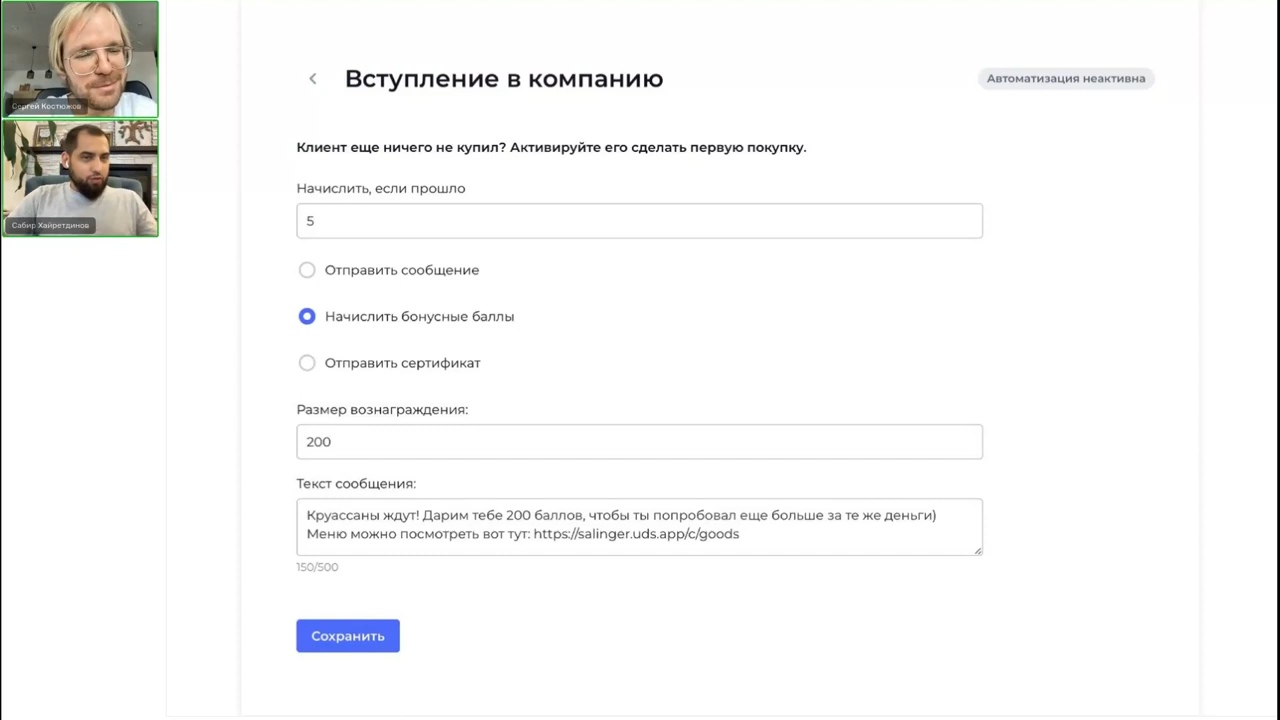 Сергей Костюжов
Сабир Хайретдинов
Вступление в компанию
Автоматизация неактивна
Клиент еще ничего не купил? Активируйте его сделать первую покупку.
Начислить, если прошло
5
Отправить сообщение
Начислить бонусные баллы
Отправить сертификат
Размер вознаграждения:
200
Текст сообщения:
Круассаны ждут! Дарим тебе 200 баллов, чтобы ты попробовал еще больше за те же деньги)
Меню можно посмотреть вот тут: https://salinger.uds.app/c/goods
150/500
Сохранить